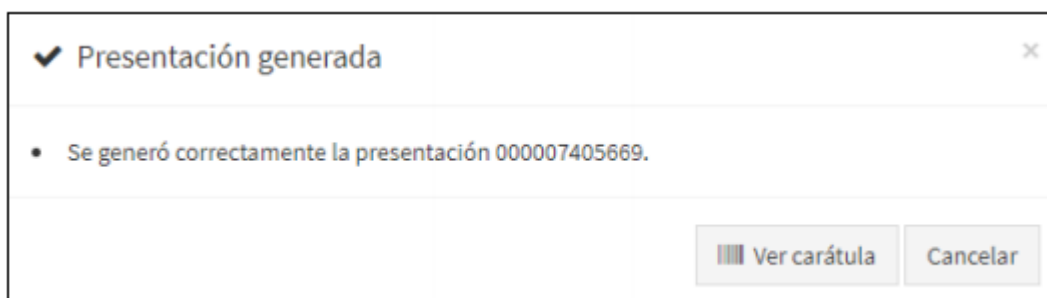 Presentación generada
Se generó correctamente la presentación 000007405669.
Ver carátula
Cancelar